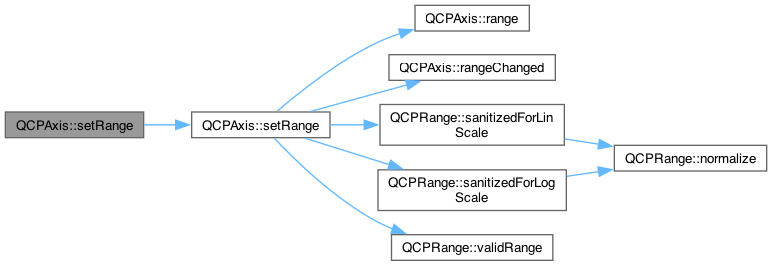 QCPAxis::setRange
QCPAxis::setRange
QCPAxis::range
QCPAxis::rangeChanged
QCPRange::sanitizedForLin
Scale
QCPRange::sanitizedForLog
Scale
QCPRange::validRange
QCPRange::normalize